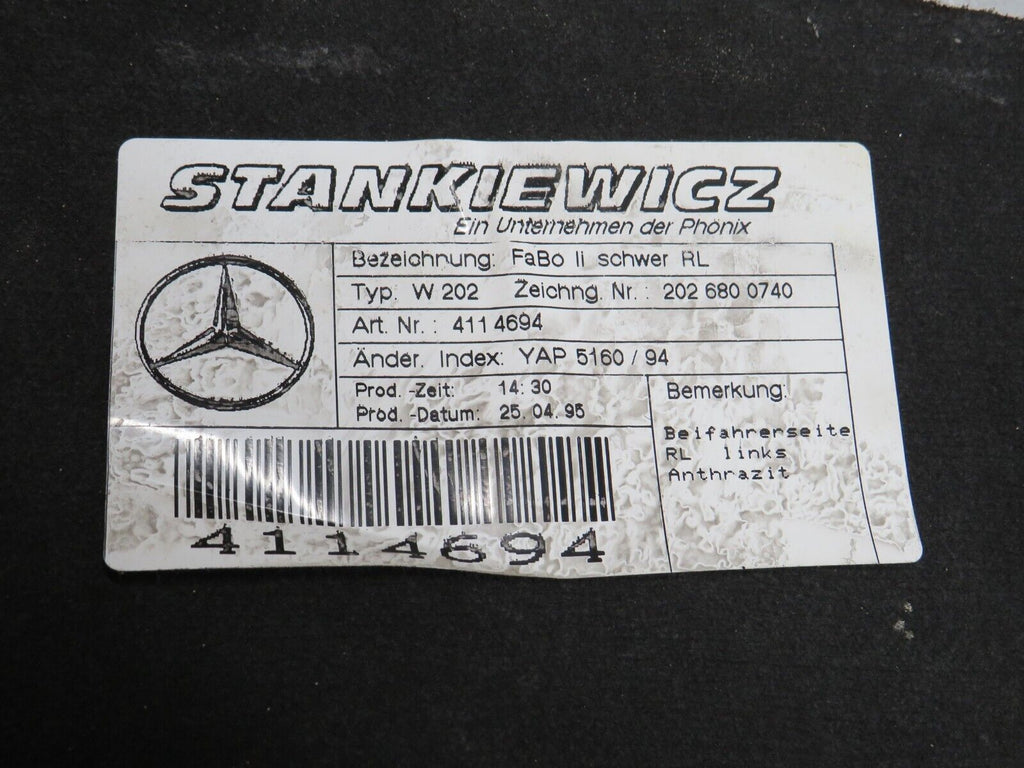 STANKIEWICZ
Ein Unternehmen der Phönix
Bezeichnung: FaBo li schwer RL
Typ: W 202 Zeichng. Nr.: 202 680 0740
Art. Nr.: 411 4694
Änder. Index: YAP 5160 / 94
Prod. -Zeit: 14:30
Prod. -Datum: 25. 04. 95
Bemerkung:
Beifahrerseite
RL links
Anthrazit
4114694